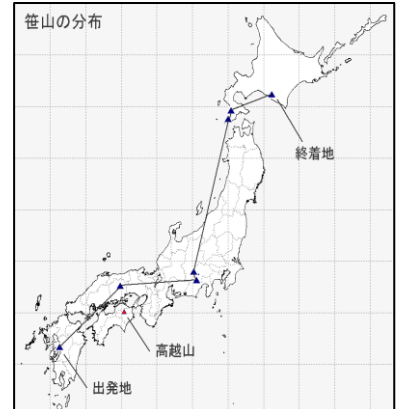 笹山の分布
終着地
高越山
出発地